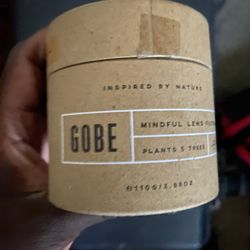 INSPIRED BY NATURE
GOBE
MINDFUL LENS
PLANTS 5 TREES